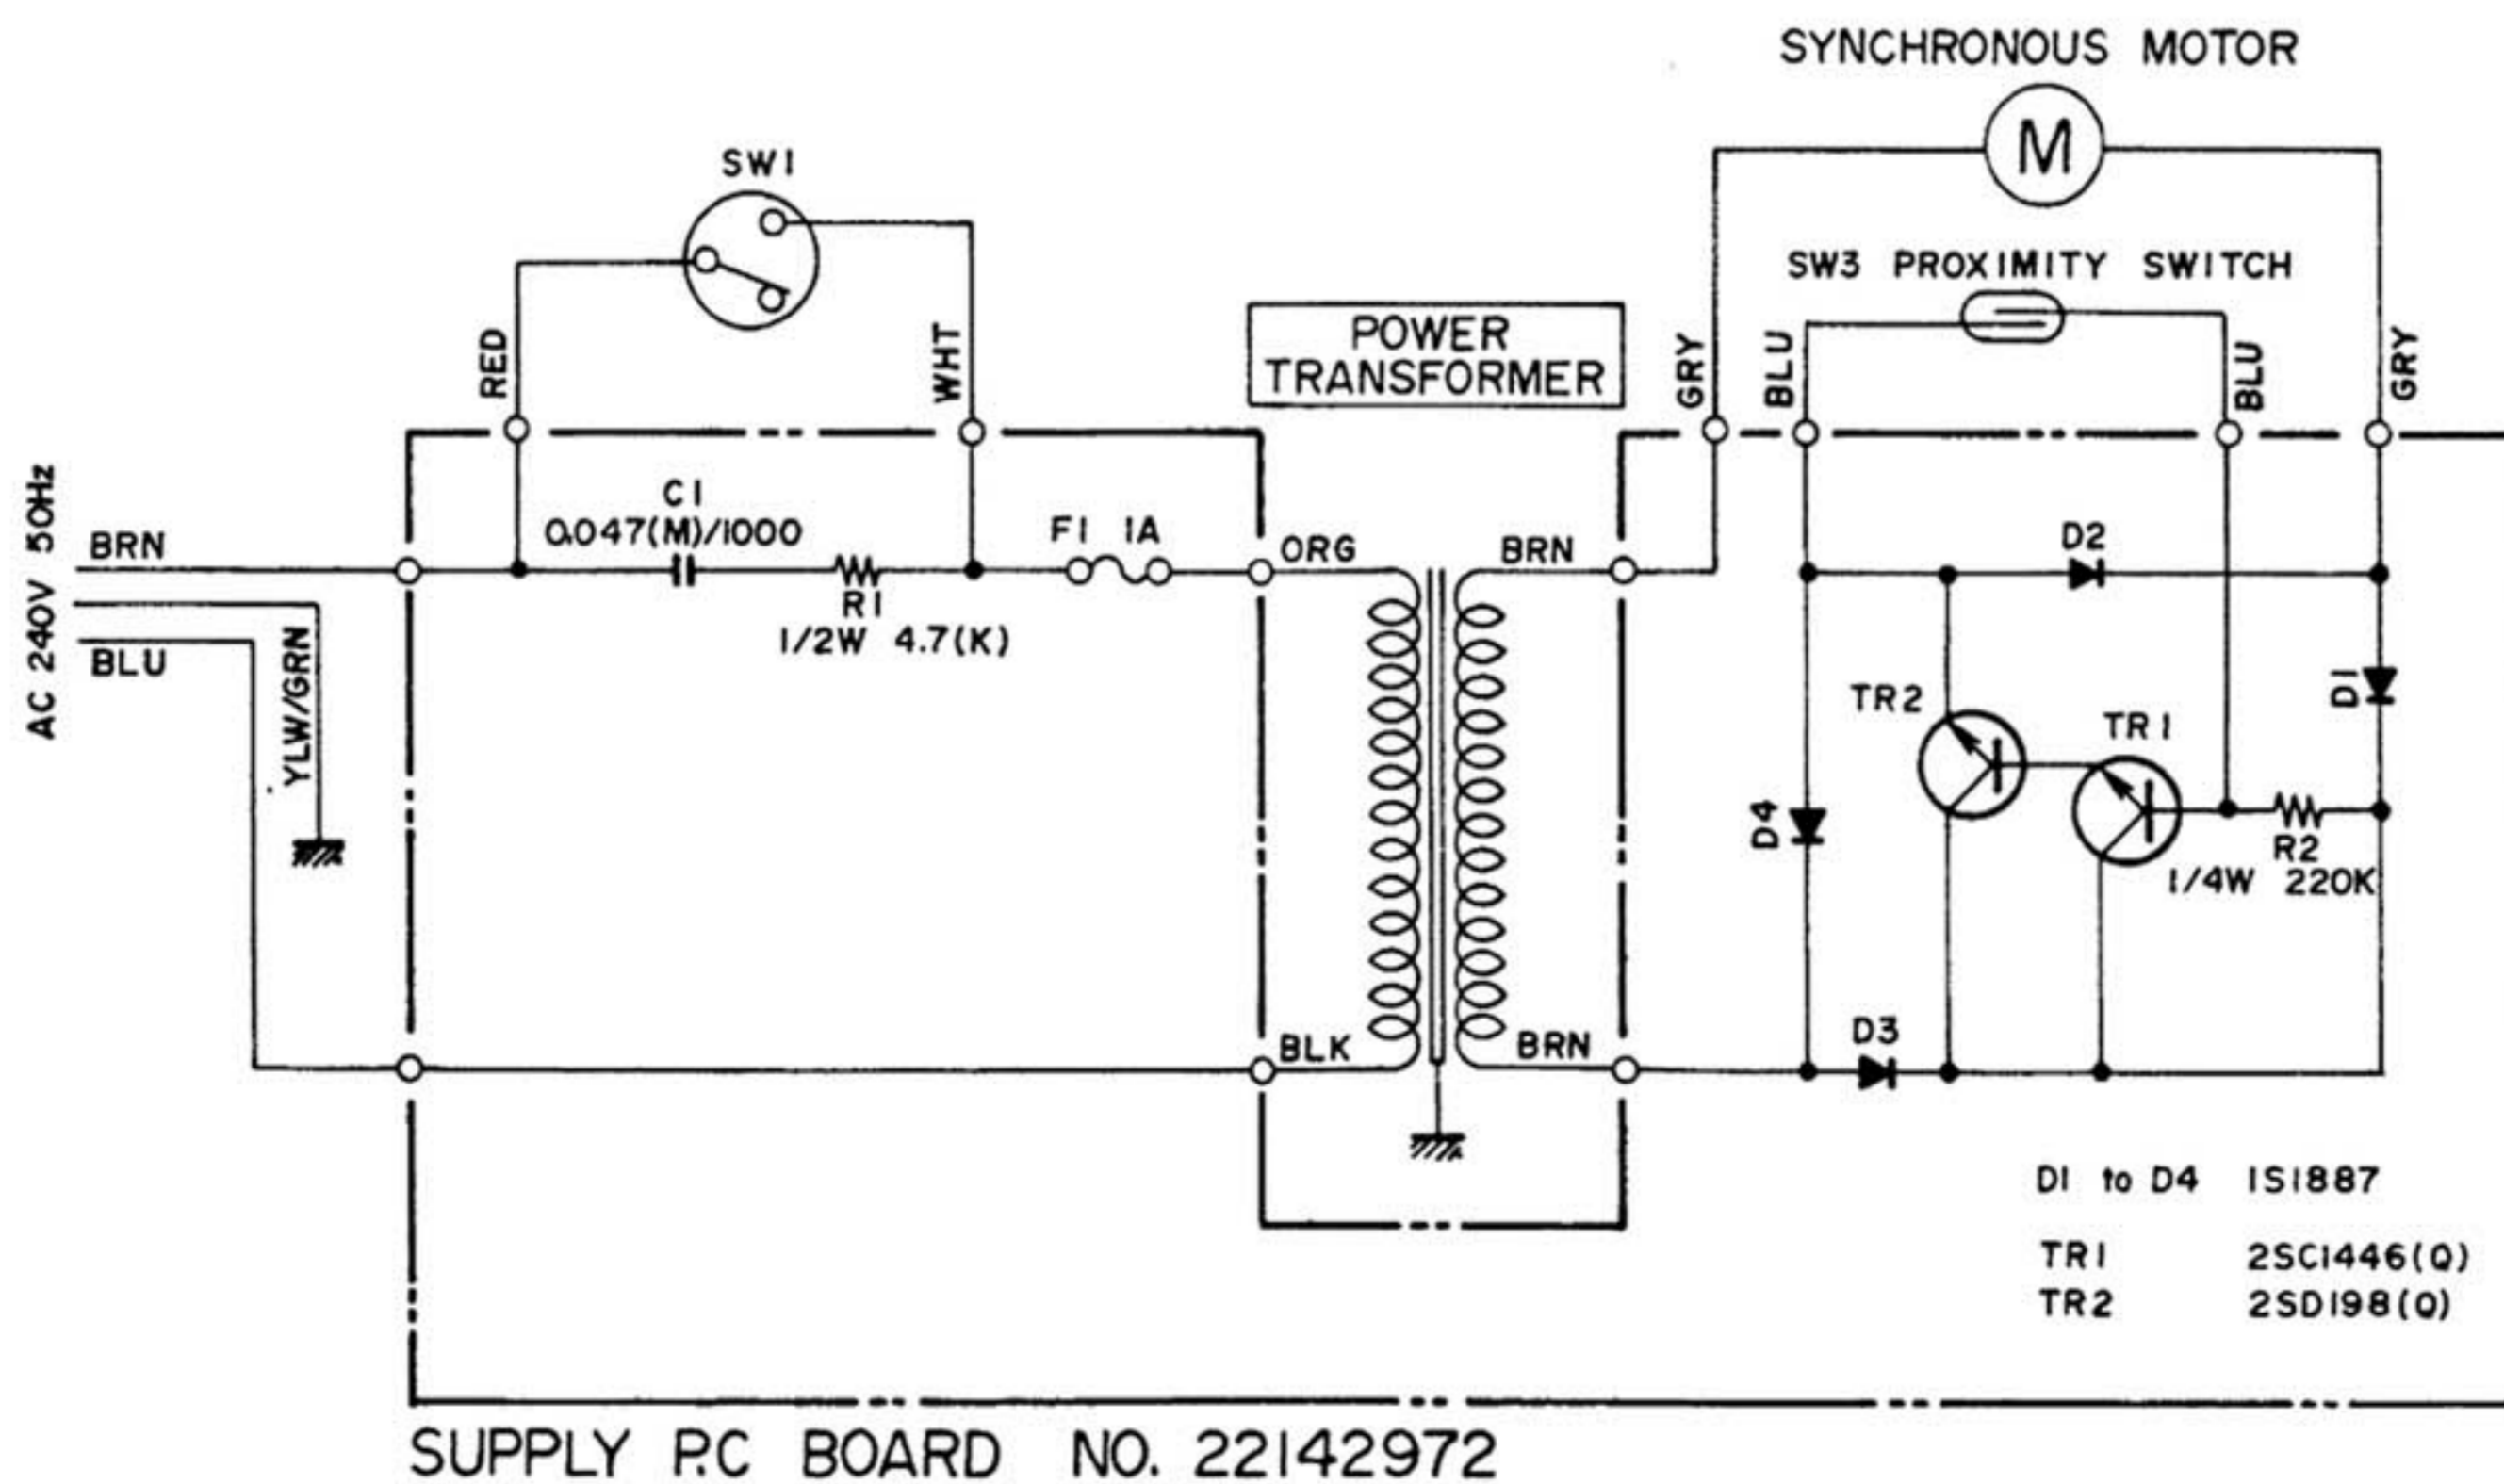 SYNCHRONOUS MOTOR
M
SW1
SW3 PROXIMITY SWITCH
POWER
TRANSFORMER
RED
WHT
GRY
BLU
BLU
GRY
AC 240V 50Hz
BRN
C1
0.047(M)/1000
F1 1A
ORG
BRN
D2
R1
1/2W 4.7(K)
BLU
YLW/GRN
TR2
TR1
D1
D4
R2
1/4W 220K
D3
BLK
BRN
D1 to D4 1S1887
TR1 2SC1446(Q)
TR2 2SD198(Q)
SUPPLY P.C BOARD NO. 22142972